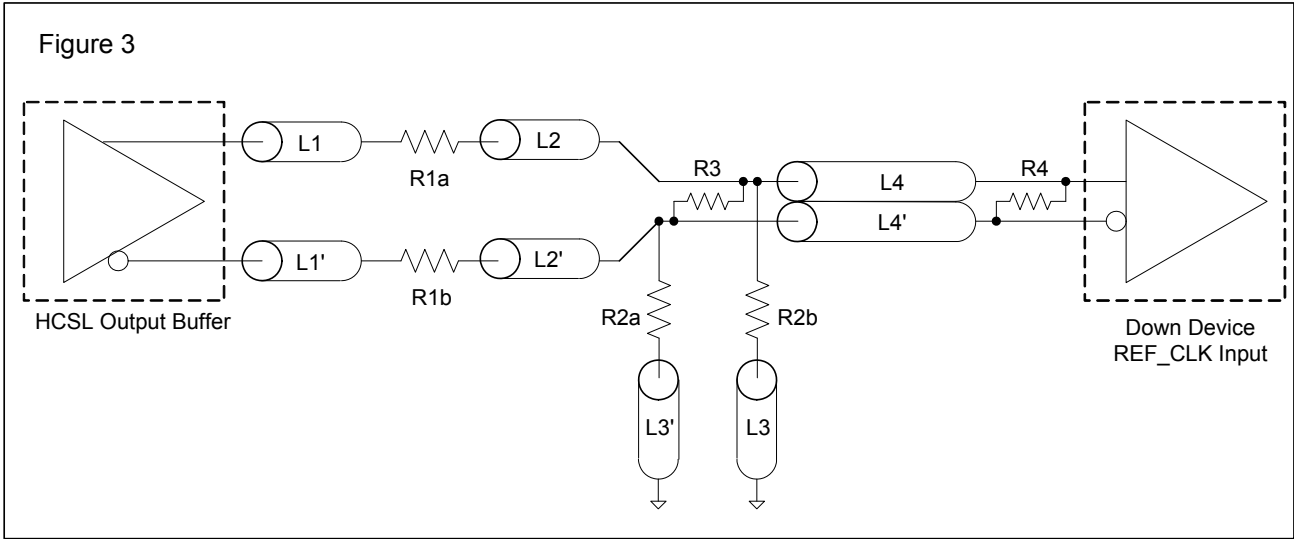 Figure 3
L1
R1a
L2
R3
L4
R4
L4'
L1'
R1b
L2'
HCSL Output Buffer
R2a
R2b
Down Device
REF_CLK Input
L3'
L3